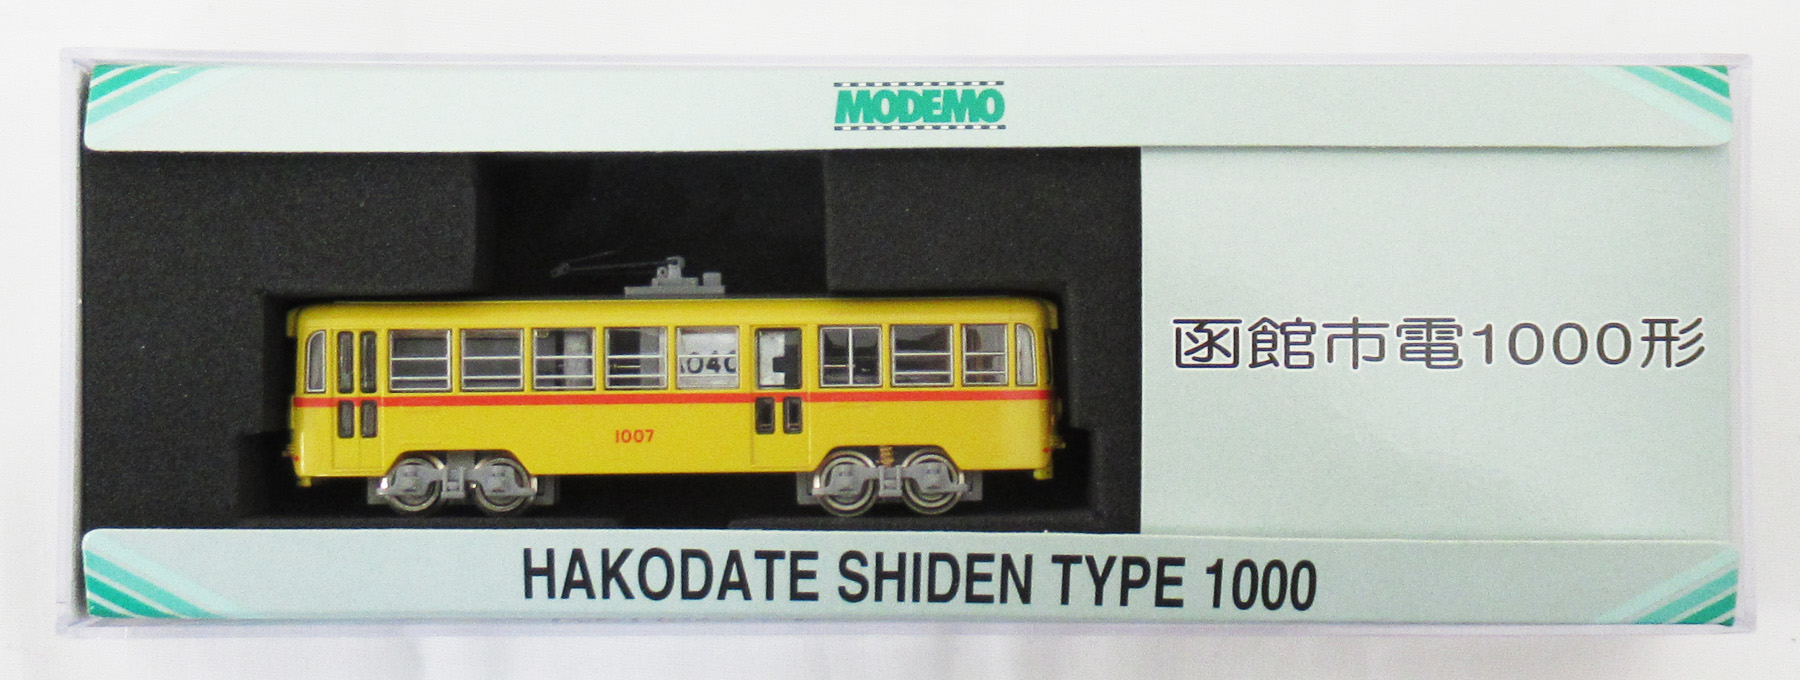 MODEMO
函館市電1000形
1007
HAKODATE SHIDEN TYPE 1000